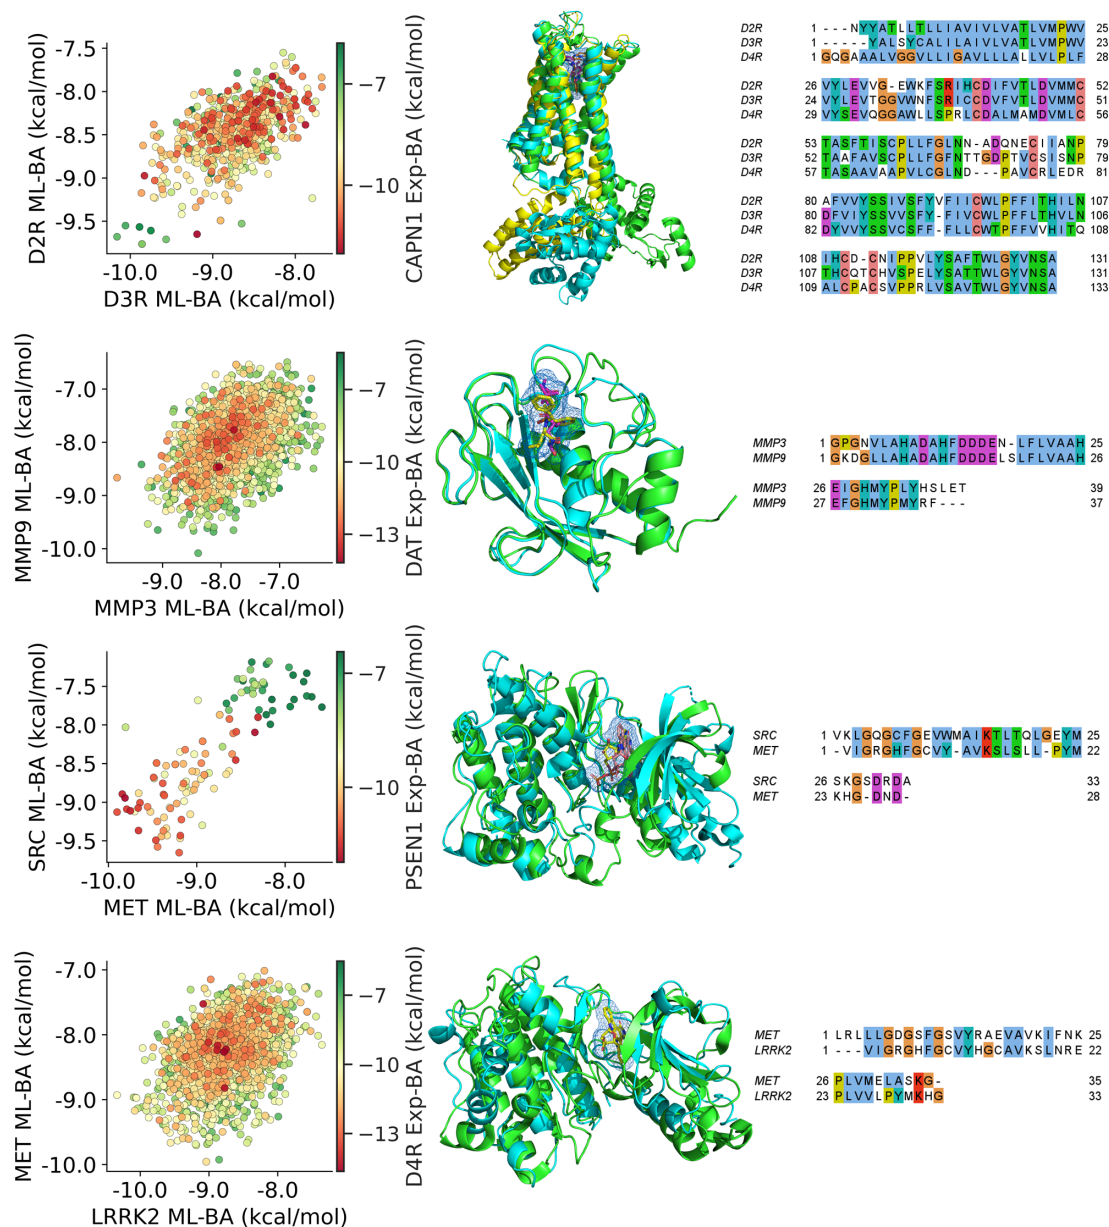 D2R ML-BA (kcal/mol)
-7.5
-8.0
-8.5
-9.0
-9.5
-10.0 -9.0 -8.0
D3R ML-BA (kcal/mol)
−7
−10
CAPN1 Exp-BA (kcal/mol)
D2R 1 ---NYYATLLTLLIAVIVLVATLVMPWV 25
D3R 1 -----YALSYCALILAIVLVATLVMPWV 23
D4R 1 GQGAAALVGGVLLIGAVLLLALLVLPLF 28
D2R 26 VYLEVVG-EWKFSRIHCDIFVTLDVMMC 52
D3R 24 VYLEVTGGVWNFSRICCDVFVTLDVMMC 51
D4R 29 VYSEVQGGAWLLSPRLCDALMAMDVMLC 56
D2R 53 TASFTISCPLLFGLNN-ADQNECIIANP 79
D3R 52 TAAFAVSCPLLFGFNTTGDPTVCSISNP 79
D4R 57 TASAAVAAPVLCGLND---PAVCRLEDR 81
D2R 80 AFVVYSSIVSFYVFIICWLPFFITHILN 107
D3R 80 DFVIYSSVVSFY-FIICWLPFFLTHVLN 106
D4R 82 DYVVYSSVCSFF-FLLCWTPFFVVHITQ 108
D2R 108 IHCD-CNIPPVLYSAFTWLGYVNSA 131
D3R 107 THCQTCHVSPELYSATTWLGYVNSA 131
D4R 109 ALCPACSVPPRLVSAVTWLGYVNSA 133
MMP9 ML-BA (kcal/mol)
-7.0
-8.0
-9.0
-10.0
-9.0 -8.0 -7.0
MMP3 ML-BA (kcal/mol)
−7
−10
−13
DAT Exp-BA (kcal/mol)
MMP3 1 GPGNVLAHADAHFDDDEN-LFLVAAH 25
MMP9 1 GKDGLLAHADAHFDDDELSLFLVAAH 26
MMP3 26 EIGHMYPLYHSLET 39
MMP9 27 EFGHMYPMYRF--- 37
SRC ML-BA (kcal/mol)
-7.5
-8.0
-8.5
-9.0
-9.5
-10.0 -9.0 -8.0
MET ML-BA (kcal/mol)
−7
−10
PSEN1 Exp-BA (kcal/mol)
SRC 1 VKLGQGCFGEVWMAIKTLTQLGEYM 25
MET 1 -VIGRGHFGCVY-AVKSLSLL-PYM 22
SRC 26 SKGSDRDA 33
MET 23 KHG-DND- 28
MET ML-BA (kcal/mol)
-7.0
-8.0
-9.0
-10.0
-10.0 -9.0 -8.0
LRRK2 ML-BA (kcal/mol)
−7
−10
−13
D4R Exp-BA (kcal/mol)
MET 1 LRLLLGDGSFGSVYRAEVAVKIFNK 25
LRRK2 1 ---VIGRGHFGCVYHGCAVKSLNRE 22
MET 26 PLVMELASKG- 35
LRRK2 23 PLVVLPYMKHG 33